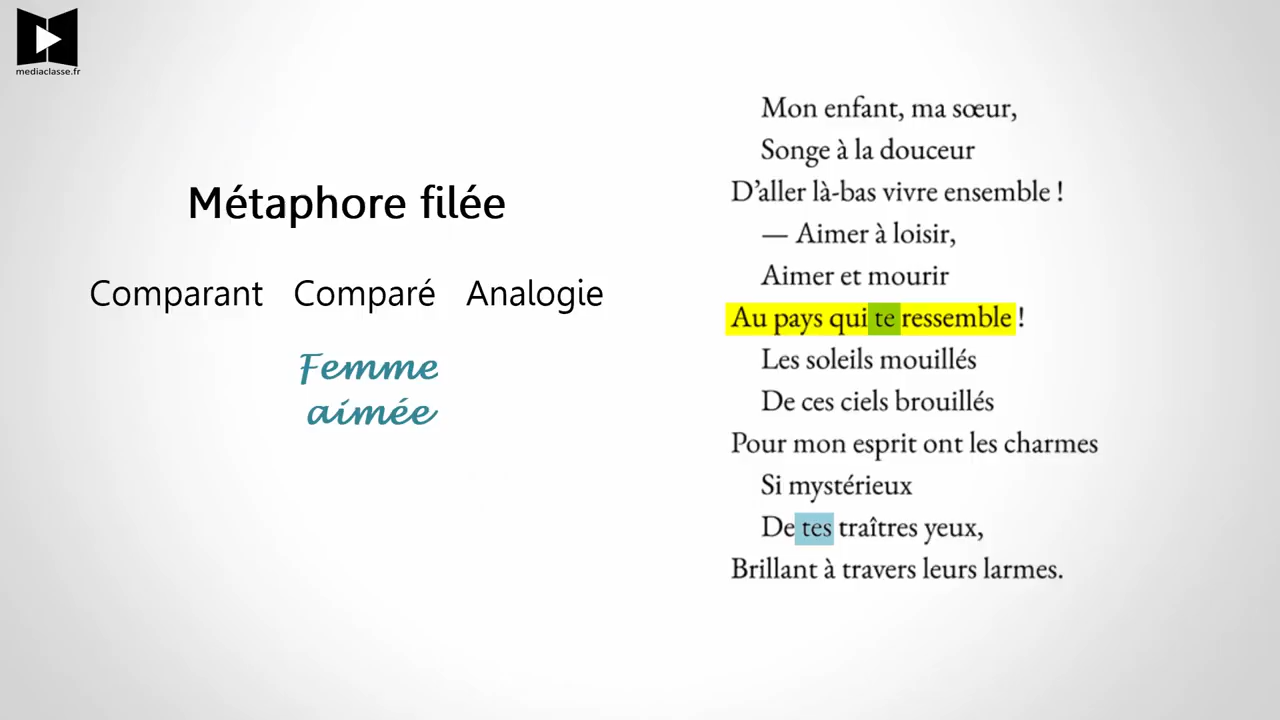 mediaclasse.fr
Métaphore filée
Comparant Comparé Analogie
Femme
aimée
Mon enfant, ma sœur,
Songe à la douceur
D’aller là-bas vivre ensemble !
— Aimer à loisir,
Aimer et mourir
Au pays qui te ressemble !
Les soleils mouillés
De ces ciels brouillés
Pour mon esprit ont les charmes
Si mystérieux
De tes traîtres yeux,
Brillant à travers leurs larmes.